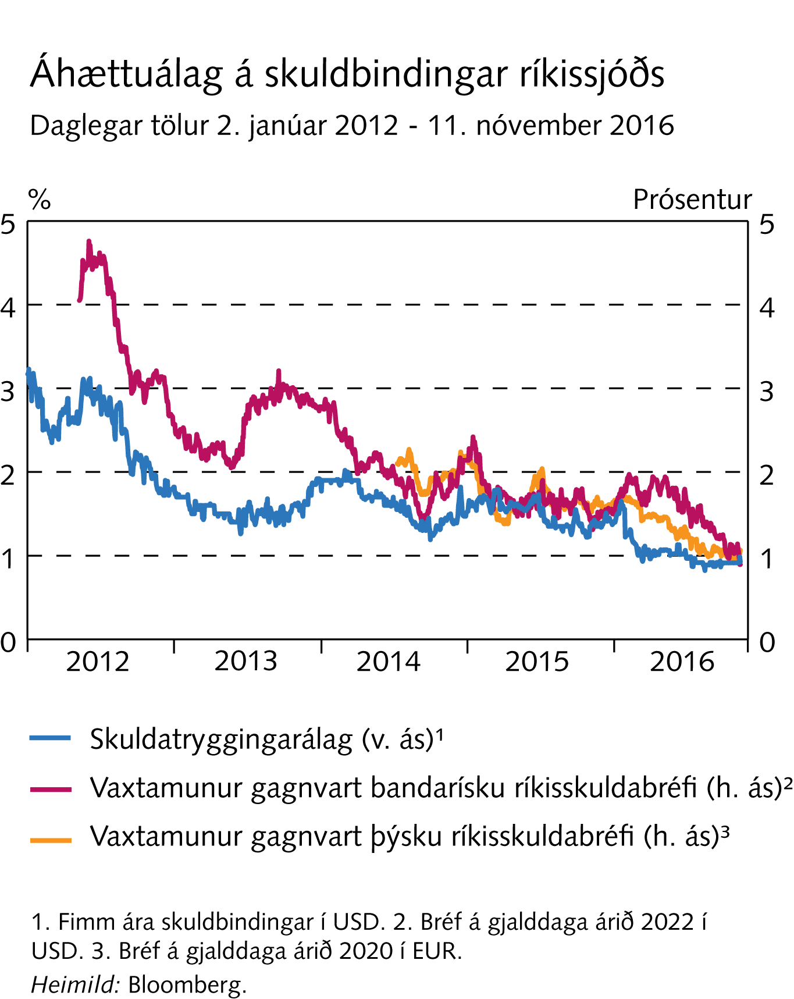 Áhættuálag á skuldbindingar ríkissjóðs
Daglegar tölur 2. janúar 2012 - 11. nóvember 2016
% Prósentur
5 5
4 4
3 3
2 2
1 1
0 0
2012 2013 2014 2015 2016
Skuldatryggingarálag (v. ás)¹
Vaxtamunur gagnvart bandarísku ríkisskuldabréfi (h. ás)²
Vaxtamunur gagnvart þýsku ríkisskuldabréfi (h. ás)³
1. Fimm ára skuldbindingar í USD. 2. Bréf á gjalddaga árið 2022 í
USD. 3. Bréf á gjalddaga árið 2020 í EUR.
Heimild: Bloomberg.